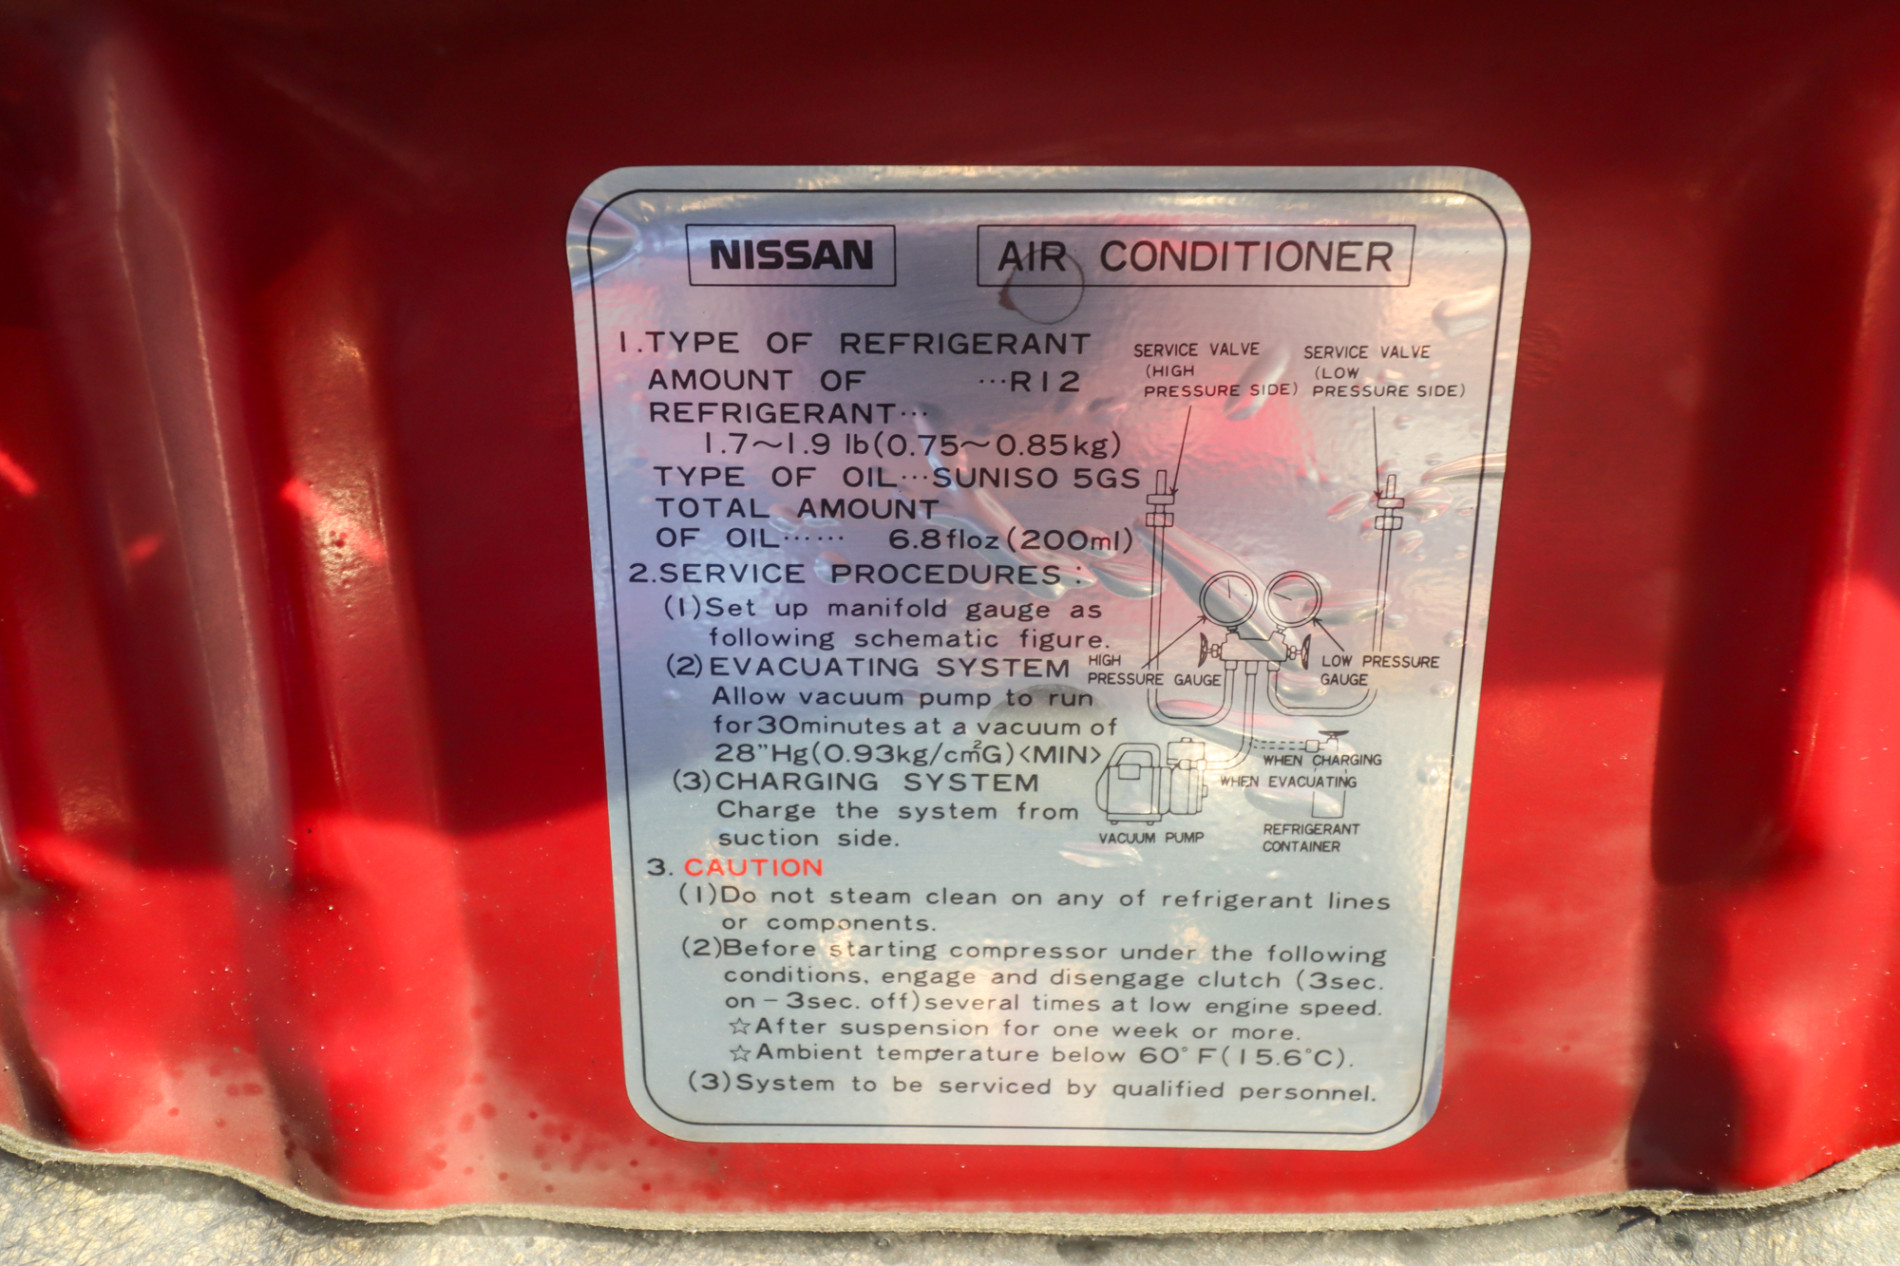 NISSAN AIR CONDITIONER
1.TYPE OF REFRIGERANT
AMOUNT OF ···R12
REFRIGERANT···
1.7~1.9 lb(0.75~0.85kg)
TYPE OF OIL···SUNISO 5GS
TOTAL AMOUNT
OF OIL······ 6.8floz(200ml)
2.SERVICE PROCEDURES:
(1)Set up manifold gauge as
following schematic figure.
(2)EVACUATING SYSTEM
Allow vacuum pump to run
for30minutes at a vacuum of
28"Hg(0.93kg/cm²G)<MIN>
(3)CHARGING SYSTEM
Charge the system from
suction side.
SERVICE VALVE
(HIGH
PRESSURE SIDE)
SERVICE VALVE
(LOW
PRESSURE SIDE)
HIGH
PRESSURE GAUGE
LOW PRESSURE
GAUGE
WHEN CHARGING
WHEN EVACUATING
VACUUM PUMP
REFRIGERANT
CONTAINER
3. CAUTION
(1)Do not steam clean on any of refrigerant lines
or components.
(2)Before starting compressor under the following
conditions, engage and disengage clutch (3sec.
on – 3sec. off)several times at low engine speed.
☆After suspension for one week or more.
☆Ambient temperature below 60°F(15.6°C).
(3)System to be serviced by qualified personnel.